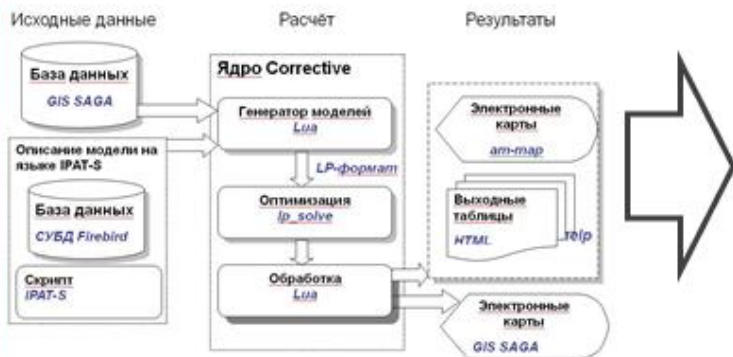 Исходные данные
Расчёт
Результаты
База данных
GIS SAGA
Описание модели на
языке IPAT-S
База данных
СУБД Firebird
Скрипт
IPAT-S
Ядро Corrective
Генератор моделей
Lua
LP-формат
Оптимизация
lp_solve
Обработка
Lua
Электронные
карты
am-map
Выходные
таблицы
HTML
Электронные
карты
GIS SAGA